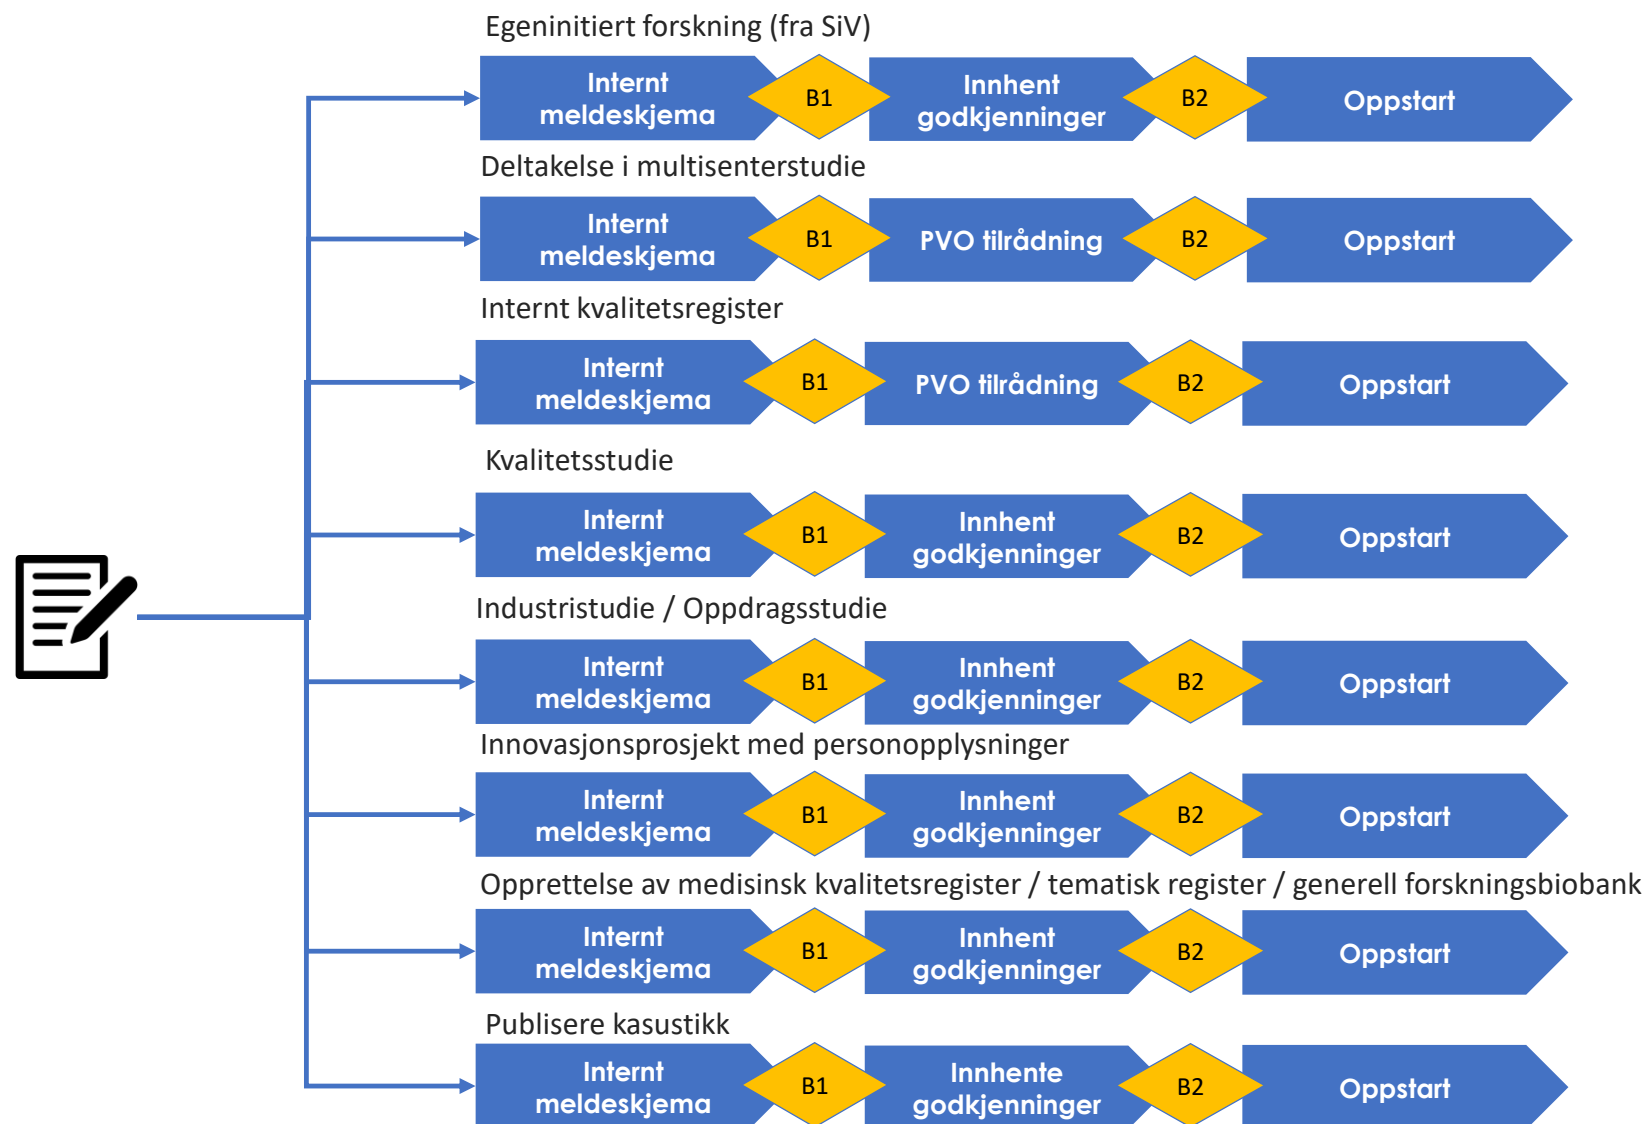 Egeninitiert forskning (fra SiV)
Internt
meldeskjema
B1
Innhent
godkjenninger
B2
Oppstart
Deltakelse i multisenterstudie
Internt
meldeskjema
B1
PVO tilrådning
B2
Oppstart
Internt kvalitetsregister
Internt
meldeskjema
B1
PVO tilrådning
B2
Oppstart
Kvalitetsstudie
Internt
meldeskjema
B1
Innhent
godkjenninger
B2
Oppstart
Industristudie / Oppdragsstudie
Internt
meldeskjema
B1
Innhent
godkjenninger
B2
Oppstart
Innovasjonsprosjekt med personopplysninger
Internt
meldeskjema
B1
Innhent
godkjenninger
B2
Oppstart
Opprettelse av medisinsk kvalitetsregister / tematisk register / generell forskningsbiobank
Internt
meldeskjema
B1
Innhent
godkjenninger
B2
Oppstart
Publisere kasustikk
Internt
meldeskjema
B1
Innhente
godkjenninger
B2
Oppstart